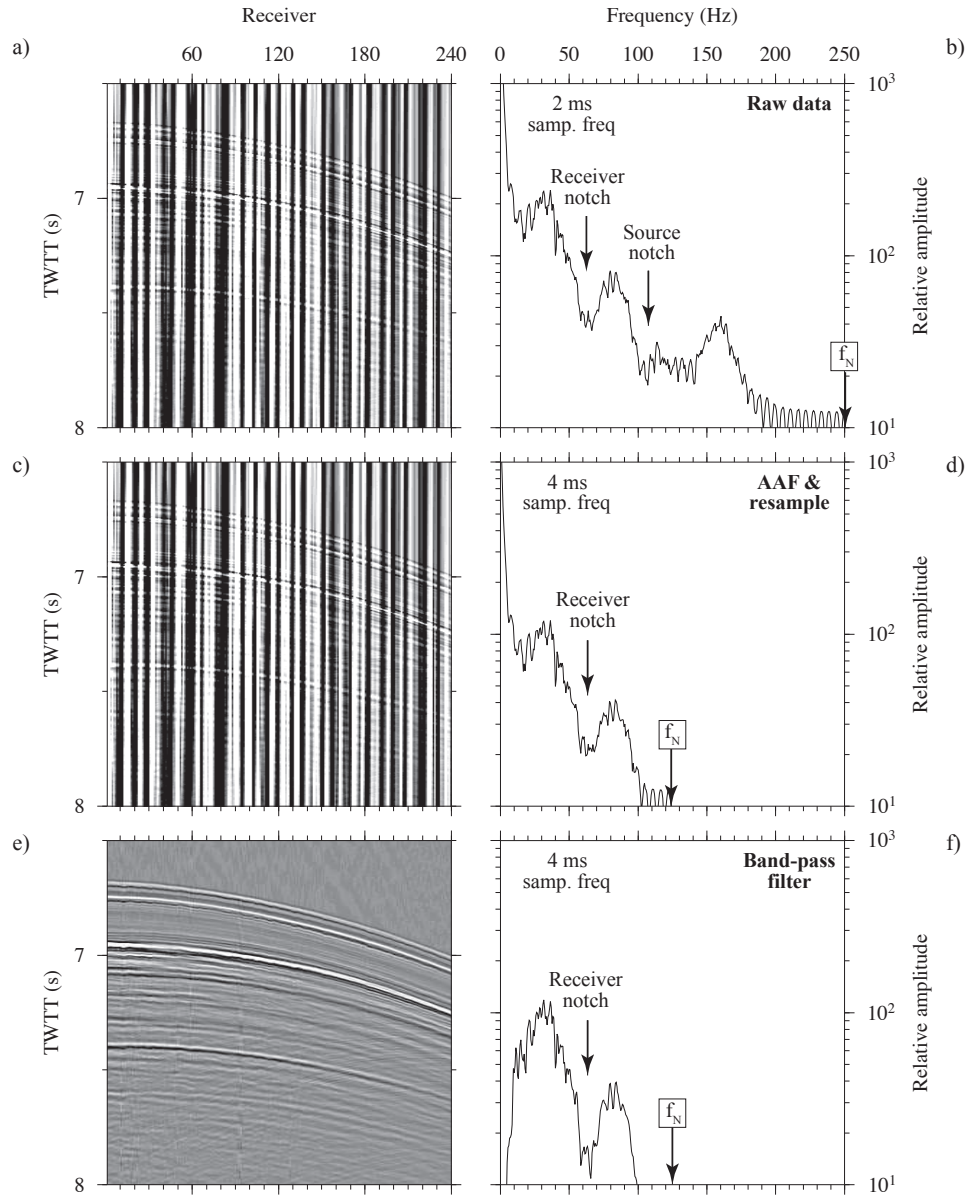 Receiver
Frequency (Hz)
a)
60 120 180 240
0 50 100 150 200 250
b)
TWTT (s)
7
8
2 ms
samp. freq
Raw data
Receiver
notch
Source
notch
f_N
10³
10²
10¹
Relative amplitude
c)
d)
TWTT (s)
7
8
4 ms
samp. freq
AAF &
resample
Receiver
notch
f_N
10³
10²
10¹
Relative amplitude
e)
f)
TWTT (s)
7
8
4 ms
samp. freq
Band-pass
filter
Receiver
notch
f_N
10³
10²
10¹
Relative amplitude